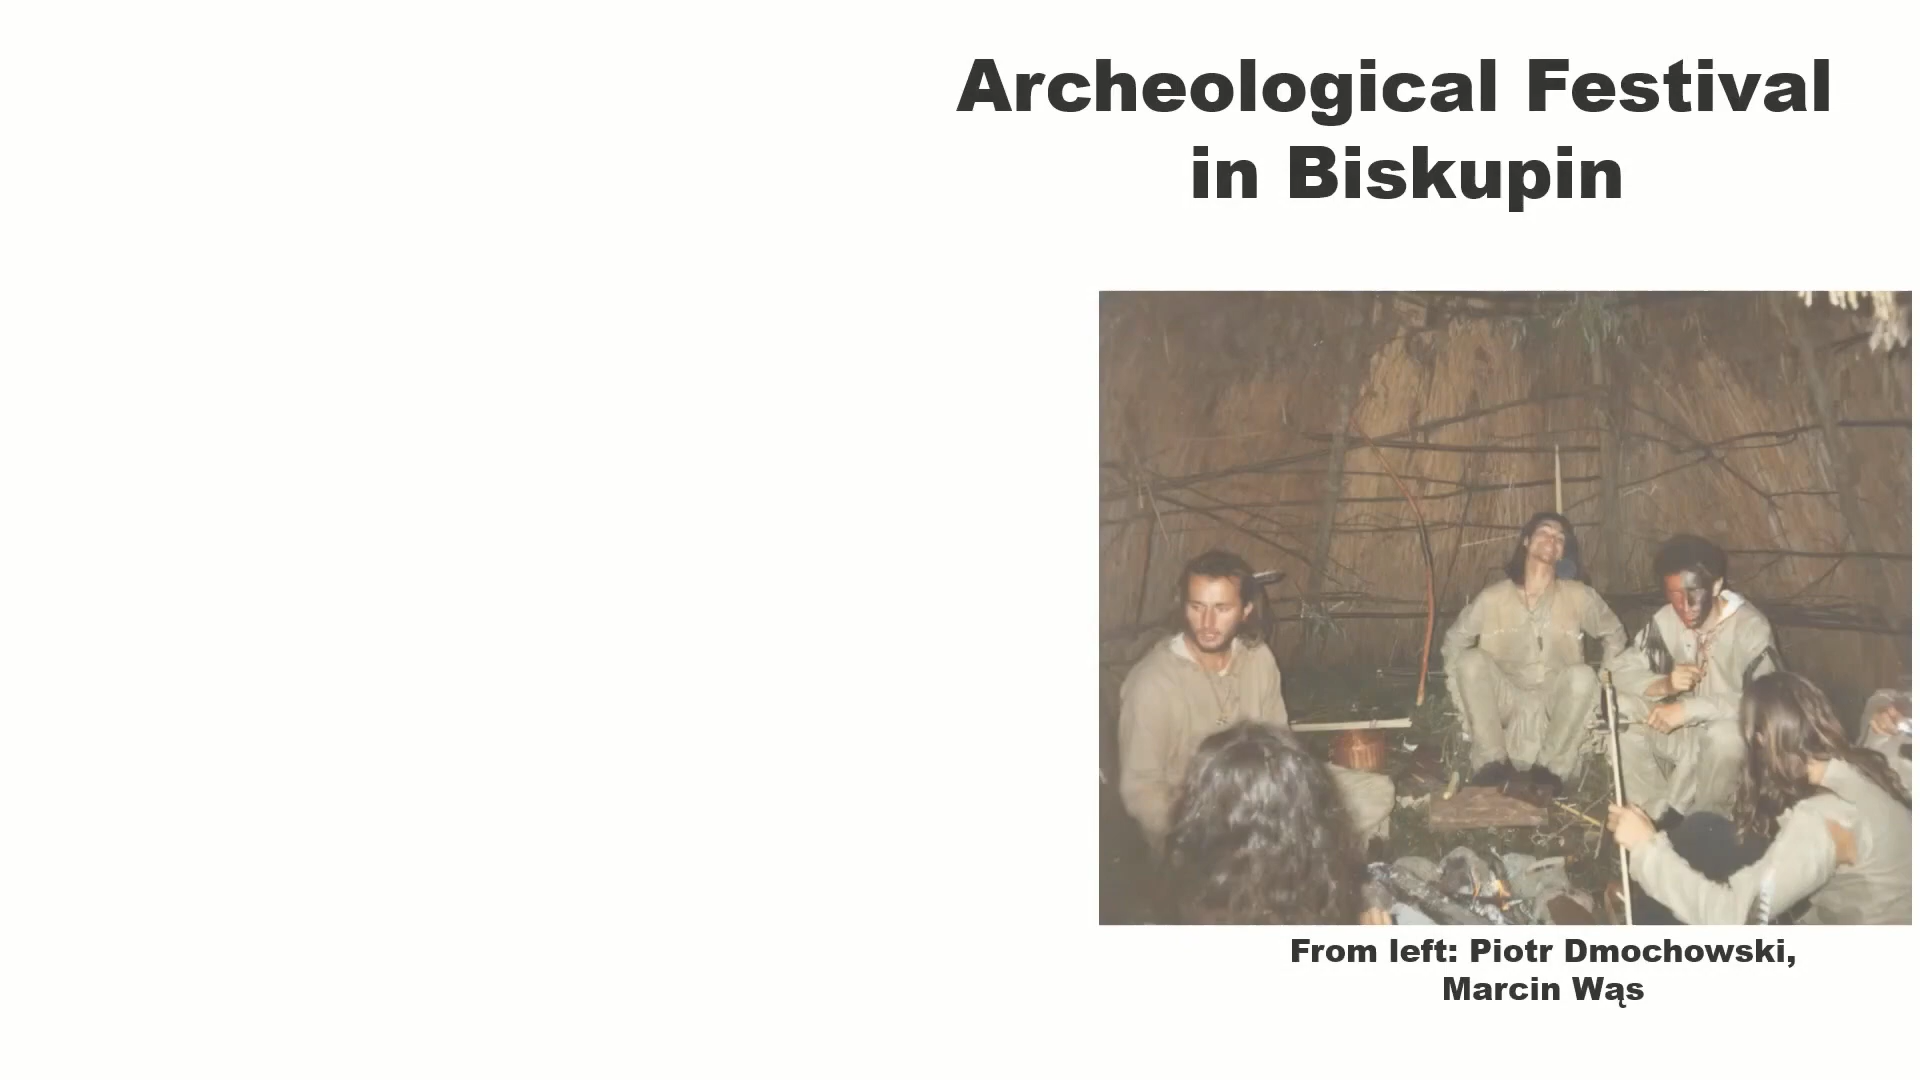 Archeological Festival
in Biskupin
From left: Piotr Dmochowski,
Marcin Wąs